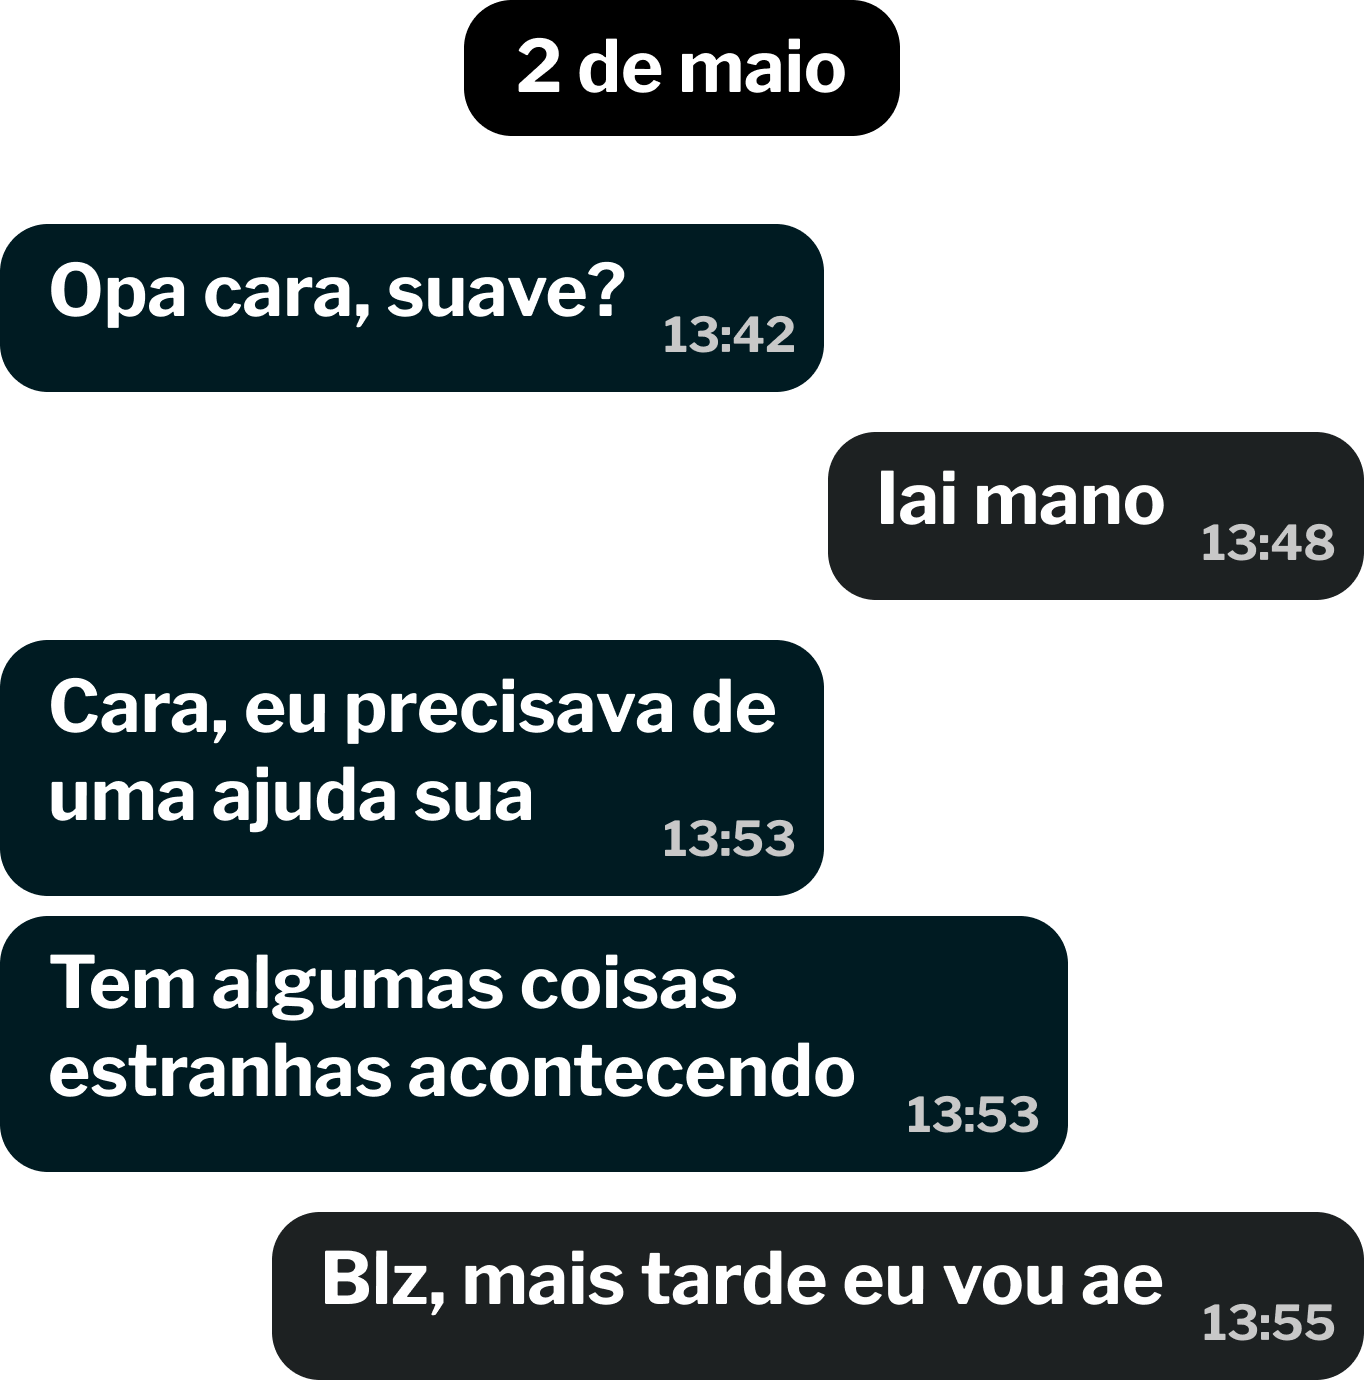 2 de maio
Opa cara, suave?
13:42
Iai mano
13:48
Cara, eu precisava de
uma ajuda sua
13:53
Tem algumas coisas
estranhas acontecendo
13:53
Blz, mais tarde eu vou ae
13:55